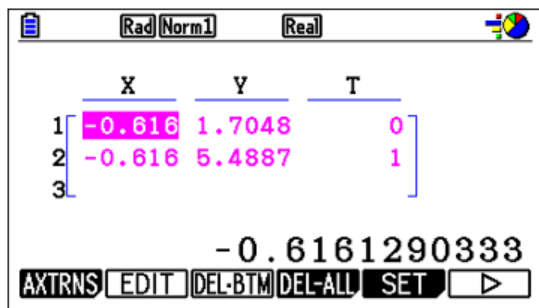 Rad Norm1 Real
X Y T
1 -0.616 1.7048 0
2 -0.616 5.4887 1
3
-0.6161290333
AXTRNS EDIT DEL-BTM DEL-ALL SET